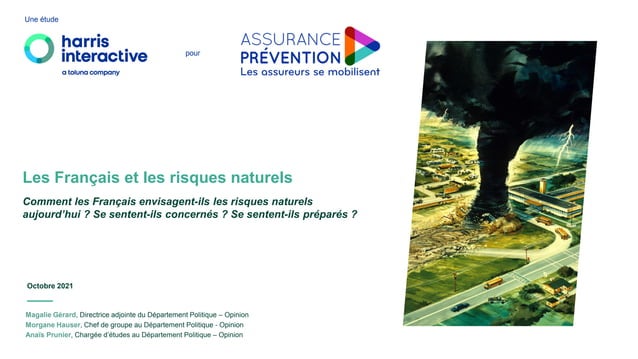 Une étude
harris
interactive
a toluna company
pour
ASSURANCE
PRÉVENTION
Les assureurs se mobilisent
Les Français et les risques naturels
Comment les Français envisagent-ils les risques naturels
aujourd'hui ? Se sentent-ils concernés ? Se sentent-ils préparés ?
Octobre 2021
Magalie Gérard, Directrice adjointe du Département Politique – Opinion
Morgane Hauser, Chef de groupe au Département Politique - Opinion
Anaïs Prunier, Chargée d'études au Département Politique – Opinion